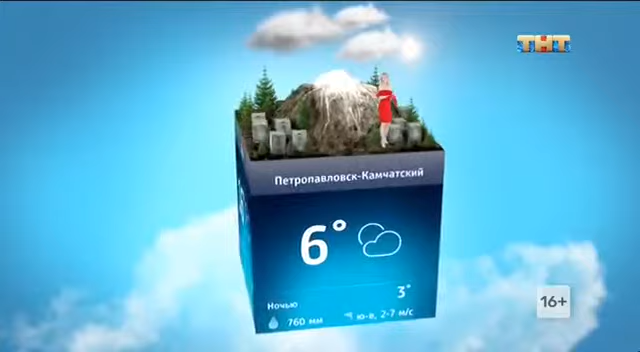 ТНТ
Петропавловск-Камчатский
6°
3°
Ночью
760 мм ю-в, 2-7 м/с
16+